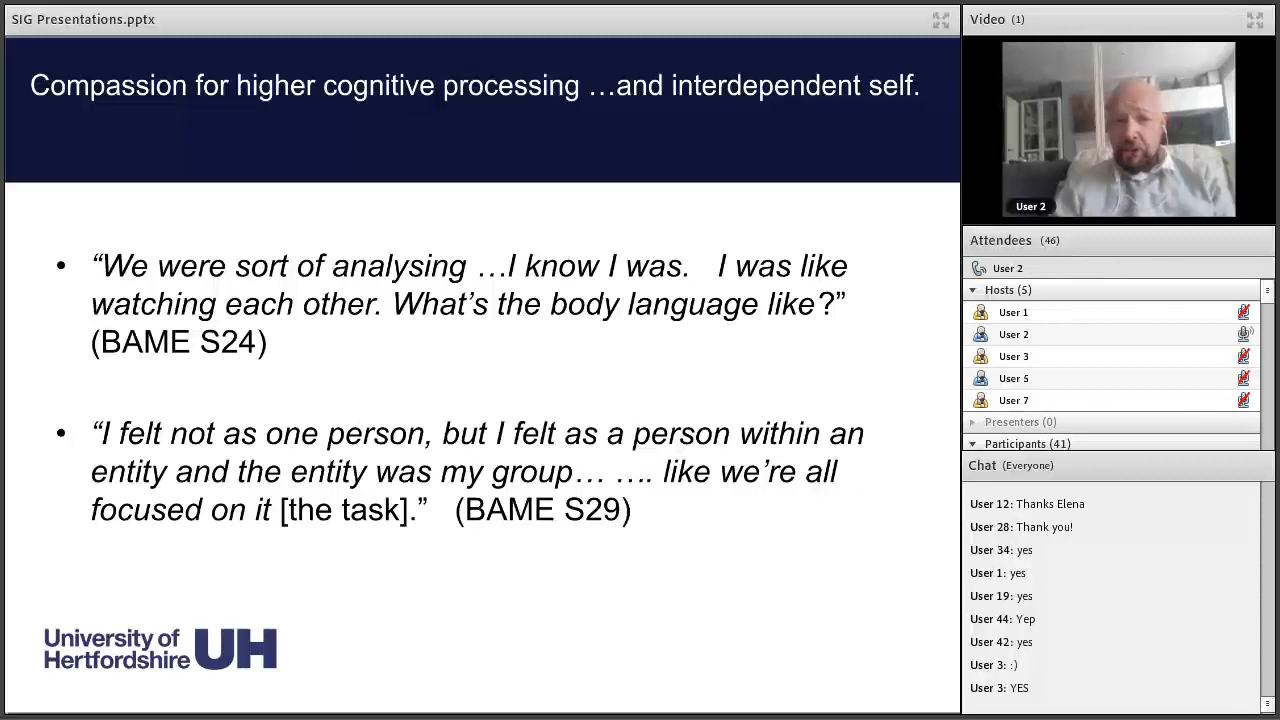 SIG Presentations.pptx
Compassion for higher cognitive processing …and interdependent self.
• “We were sort of analysing …I know I was. I was like
watching each other. What’s the body language like?”
(BAME S24)
• “I felt not as one person, but I felt as a person within an
entity and the entity was my group… …. like we’re all
focused on it [the task].” (BAME S29)
University of
Hertfordshire UH
Video (1)
User 2
Attendees (46)
User 2
Hosts (5)
User 1
User 2
User 3
User 5
User 7
Presenters (0)
Participants (41)
Chat (Everyone)
User 12: Thanks Elena
User 28: Thank you!
User 34: yes
User 1: yes
User 19: yes
User 44: Yep
User 42: yes
User 3: :)
User 3: YES